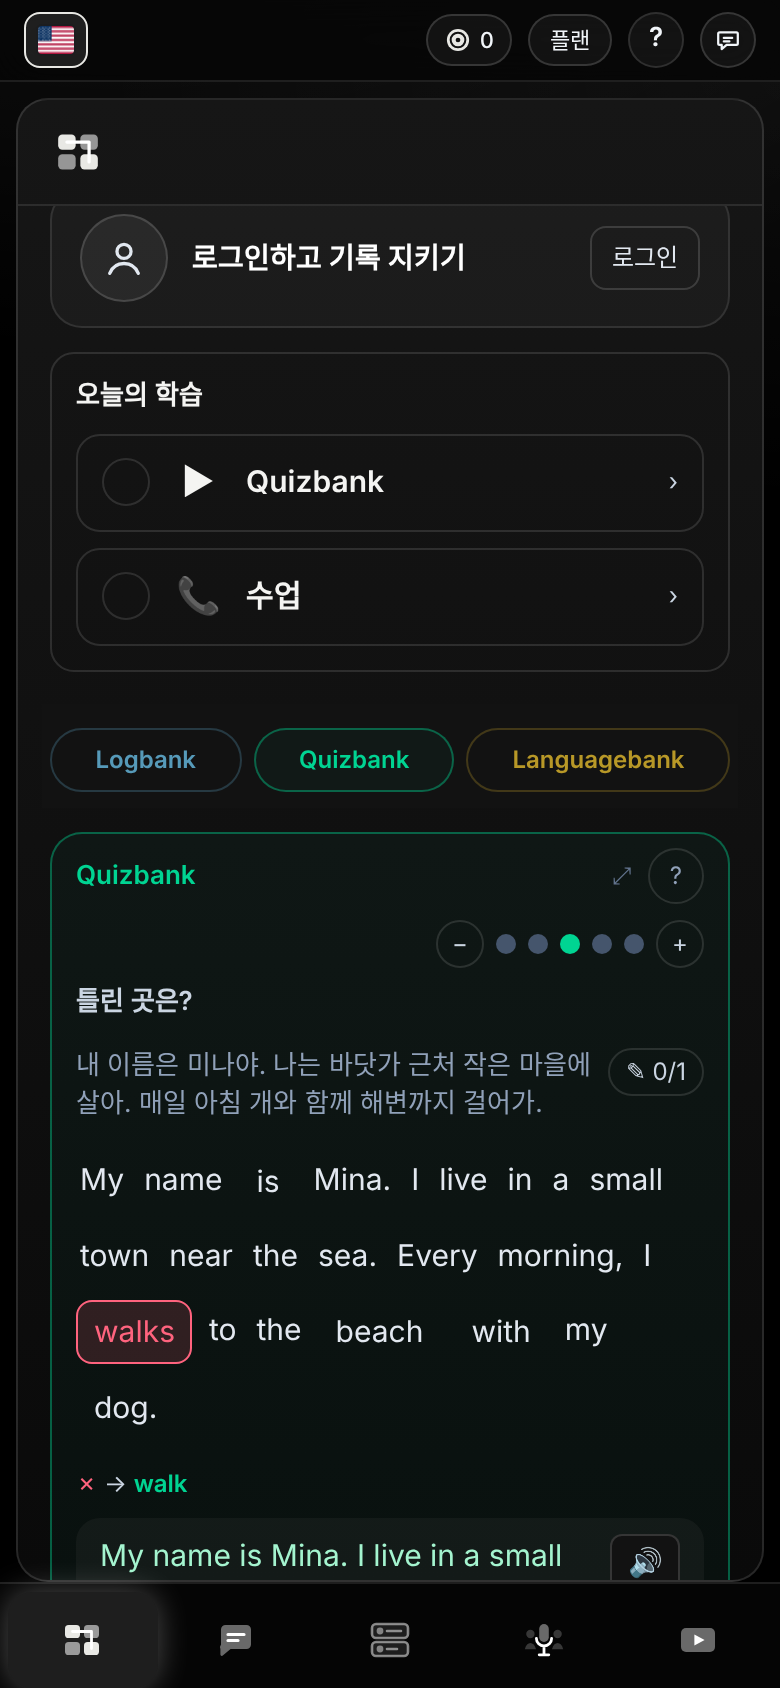 0 플랜 ?
로그인하고 기록 지키기 로그인
오늘의 학습
Quizbank ›
수업 ›
Logbank Quizbank Languagebank
Quizbank ?
− +
틀린 곳은?
내 이름은 미나야. 나는 바닷가 근처 작은 마을에
살아. 매일 아침 개와 함께 해변까지 걸어가.
✎ 0/1
My name is Mina. I live in a small
town near the sea. Every morning, I
walks to the beach with my
dog.
× → walk
My name is Mina. I live in a small